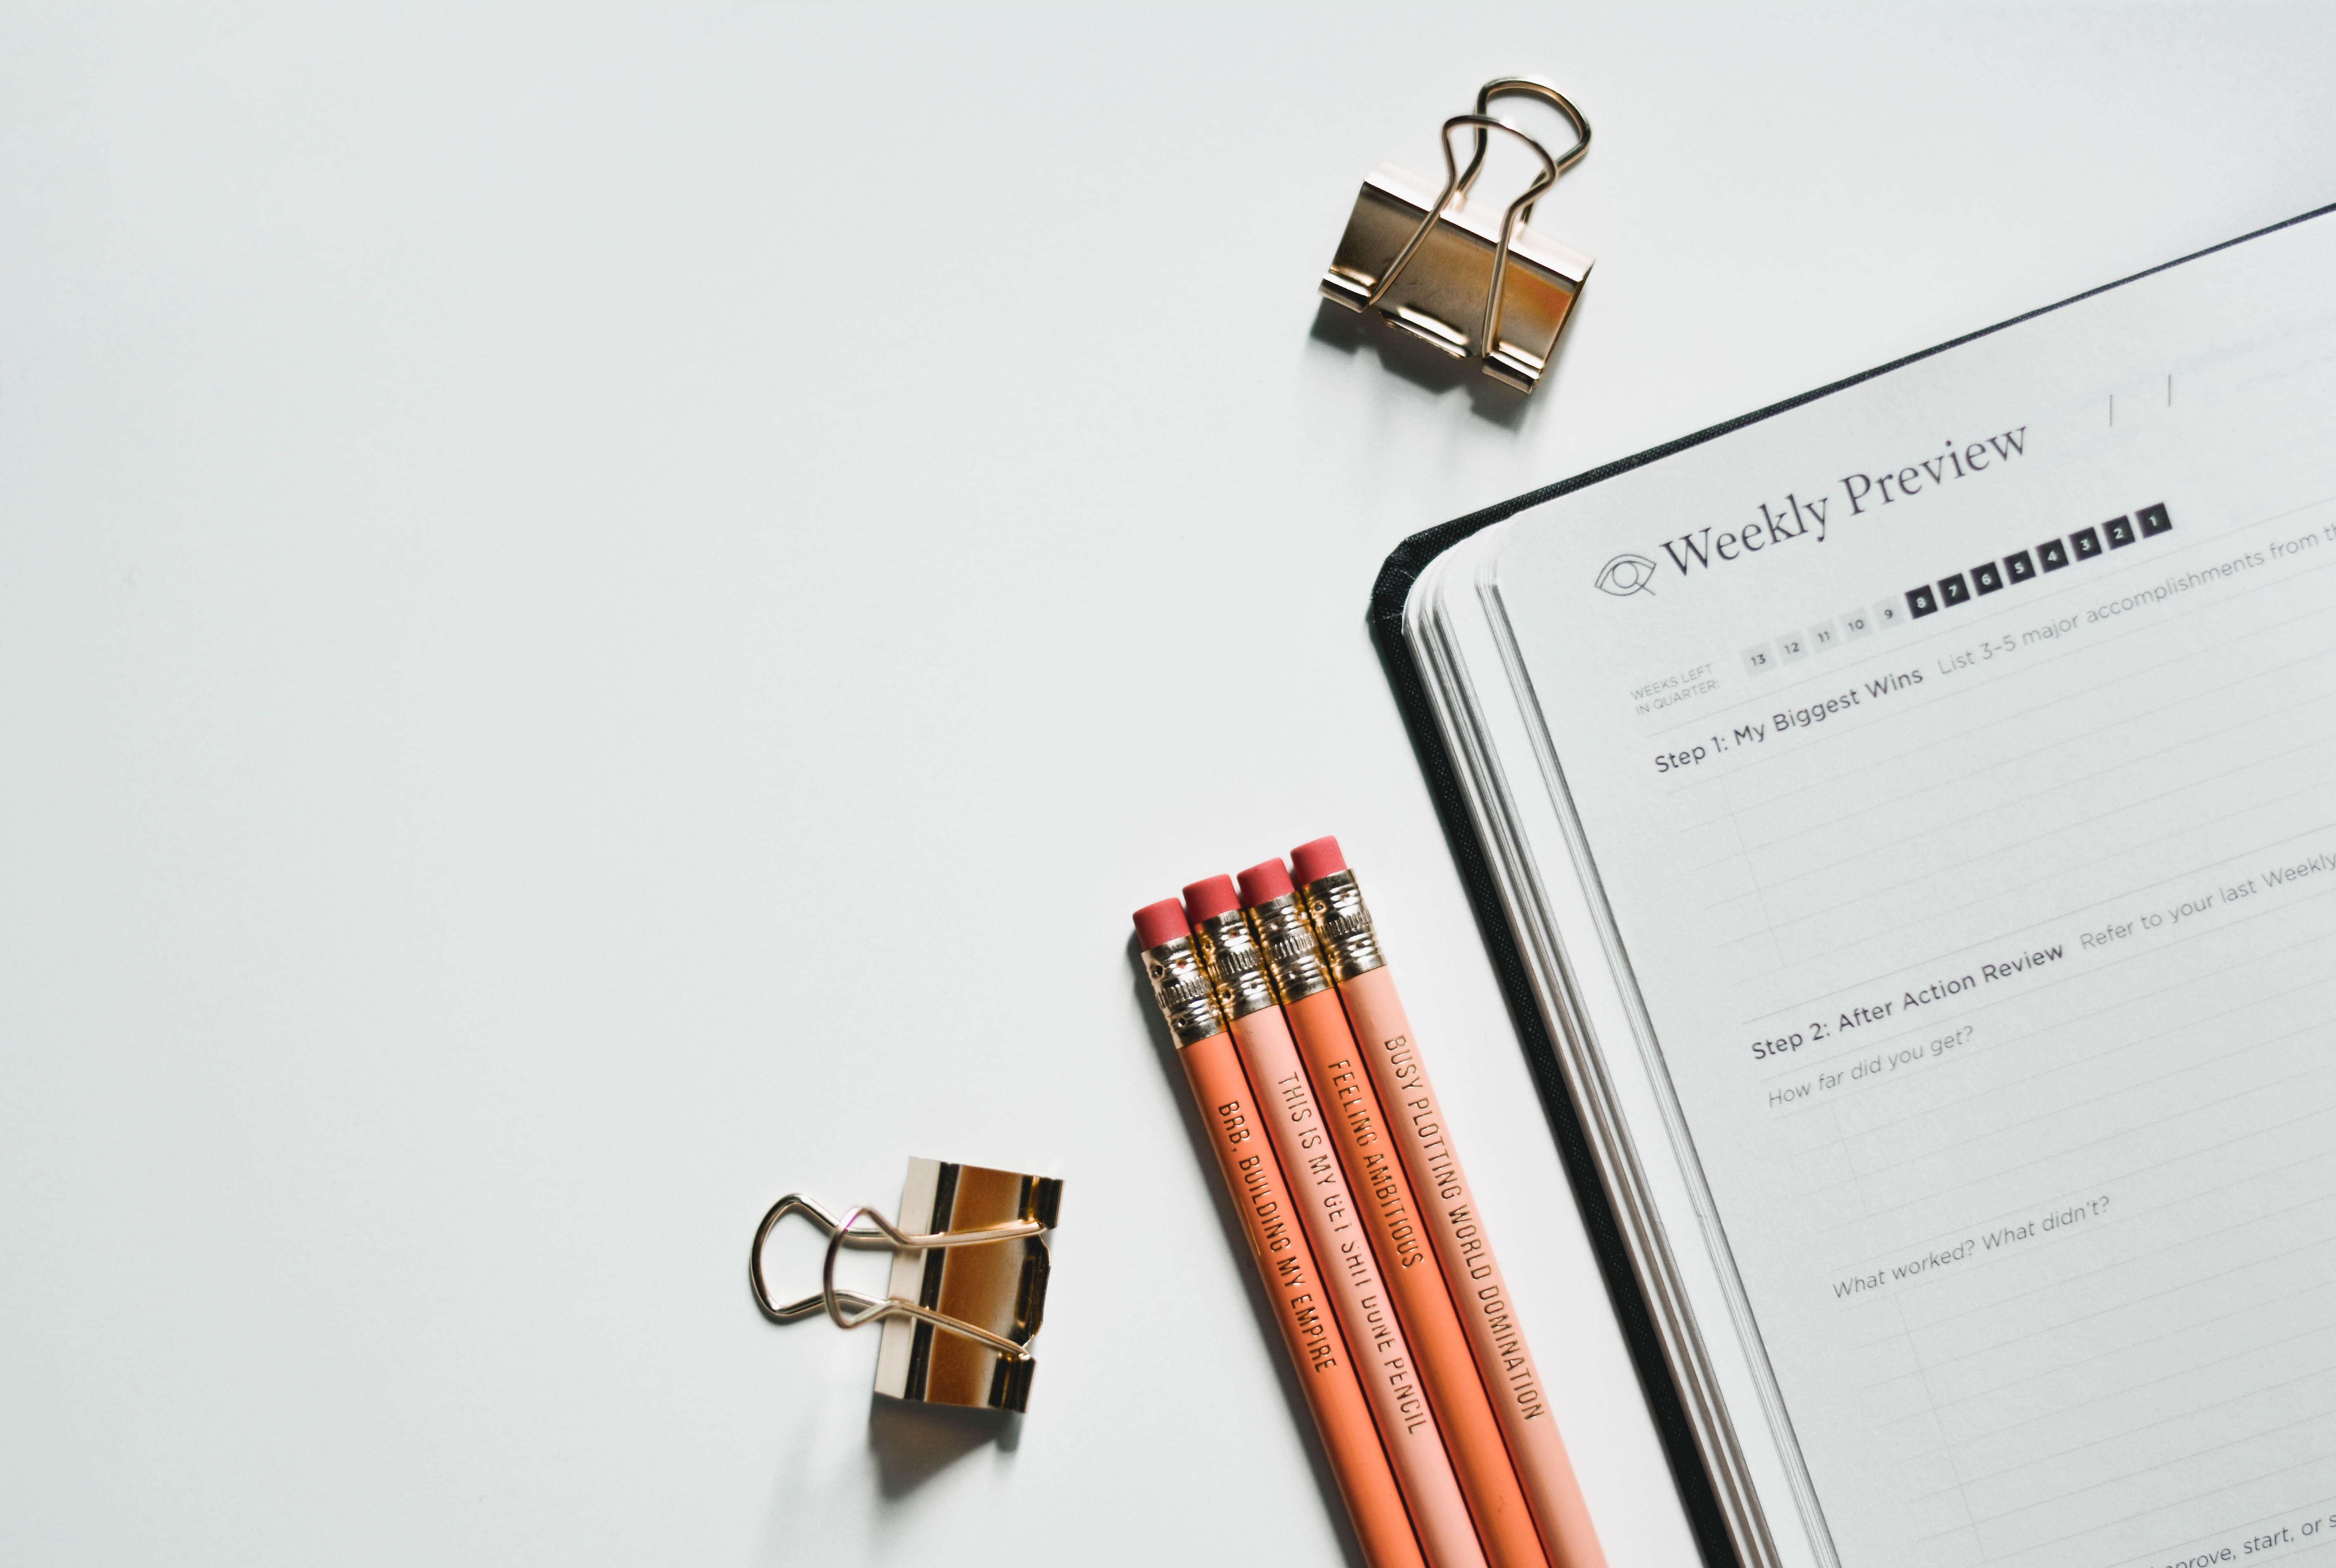 Weekly Preview
WEEKS LEFT
IN QUARTER:
13 12 11 10 9 8 7 6 5 4 3 2 1
Step 1: My Biggest Wins List 3–5 major accomplishments from
Step 2: After Action Review Refer to your last Weekly
How far did you get?
What worked? What didn't?
start, or
BRB, BUILDING MY EMPIRE
THIS IS MY GET SHIT DONE PENCIL
FEELING AMBITIOUS
BUSY PLOTTING WORLD DOMINATION